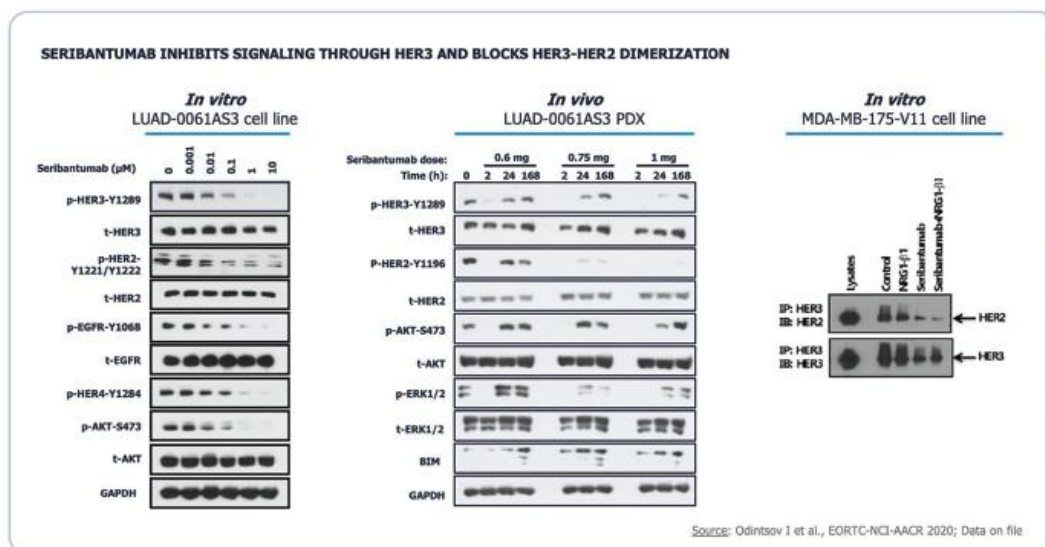 SERIBANTUMAB INHIBITS SIGNALING THROUGH HER3 AND BLOCKS HER3-HER2 DIMERIZATION
In vitro
LUAD-0061AS3 cell line
Seribantumab (µM)
0 0.001 0.01 0.1 1 10
p-HER3-Y1289
t-HER3
p-HER2-
Y1221/Y1222
t-HER2
p-EGFR-Y1068
t-EGFR
p-HER4-Y1284
p-AKT-S473
t-AKT
GAPDH
In vivo
LUAD-0061AS3 PDX
Seribantumab dose: 0.6 mg 0.75 mg 1 mg
Time (h): 0 2 24 168 2 24 168 2 24 168
p-HER3-Y1289
t-HER3
P-HER2-Y1196
t-HER2
p-AKT-S473
t-AKT
p-ERK1/2
t-ERK1/2
BIM
GAPDH
In vitro
MDA-MB-175-V11 cell line
Lysates
Control
NRG1-β1
Seribantumab
Seribantumab+NRG1-β1
IP: HER3
IB: HER2
HER2
IP: HER3
IB: HER3
HER3
Source: Odintsov I et al., EORTC-NCI-AACR 2020; Data on file